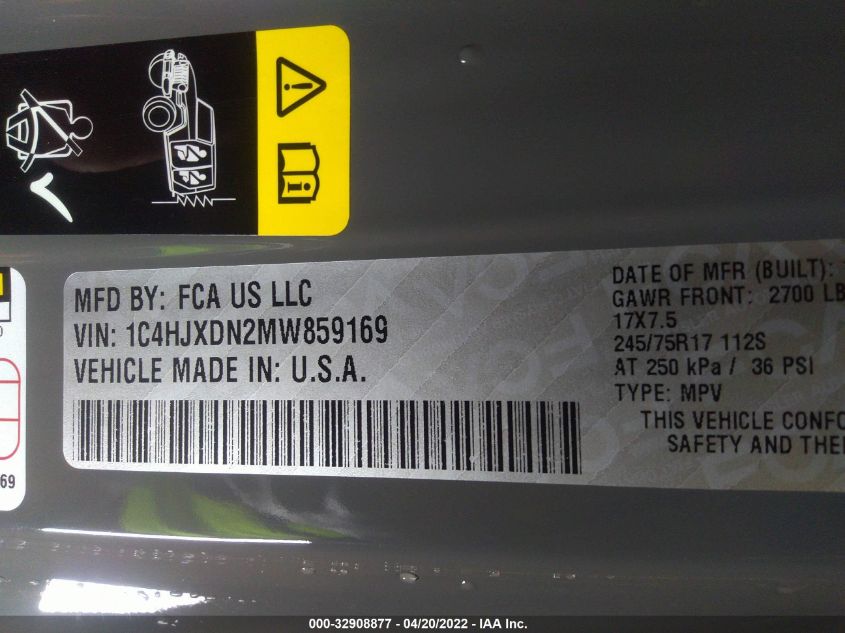 MFD BY: FCA US LLC
VIN: 1C4HJXDN2MW859169
VEHICLE MADE IN: U.S.A.
DATE OF MFR (BUILT):
GAWR FRONT: 2700 LB
17X7.5
245/75R17 112S
AT 250 kPa / 36 PSI
TYPE: MPV
THIS VEHICLE CONFO
SAFETY AND THE
69
000-32908877 - 04/20/2022 - IAA Inc.